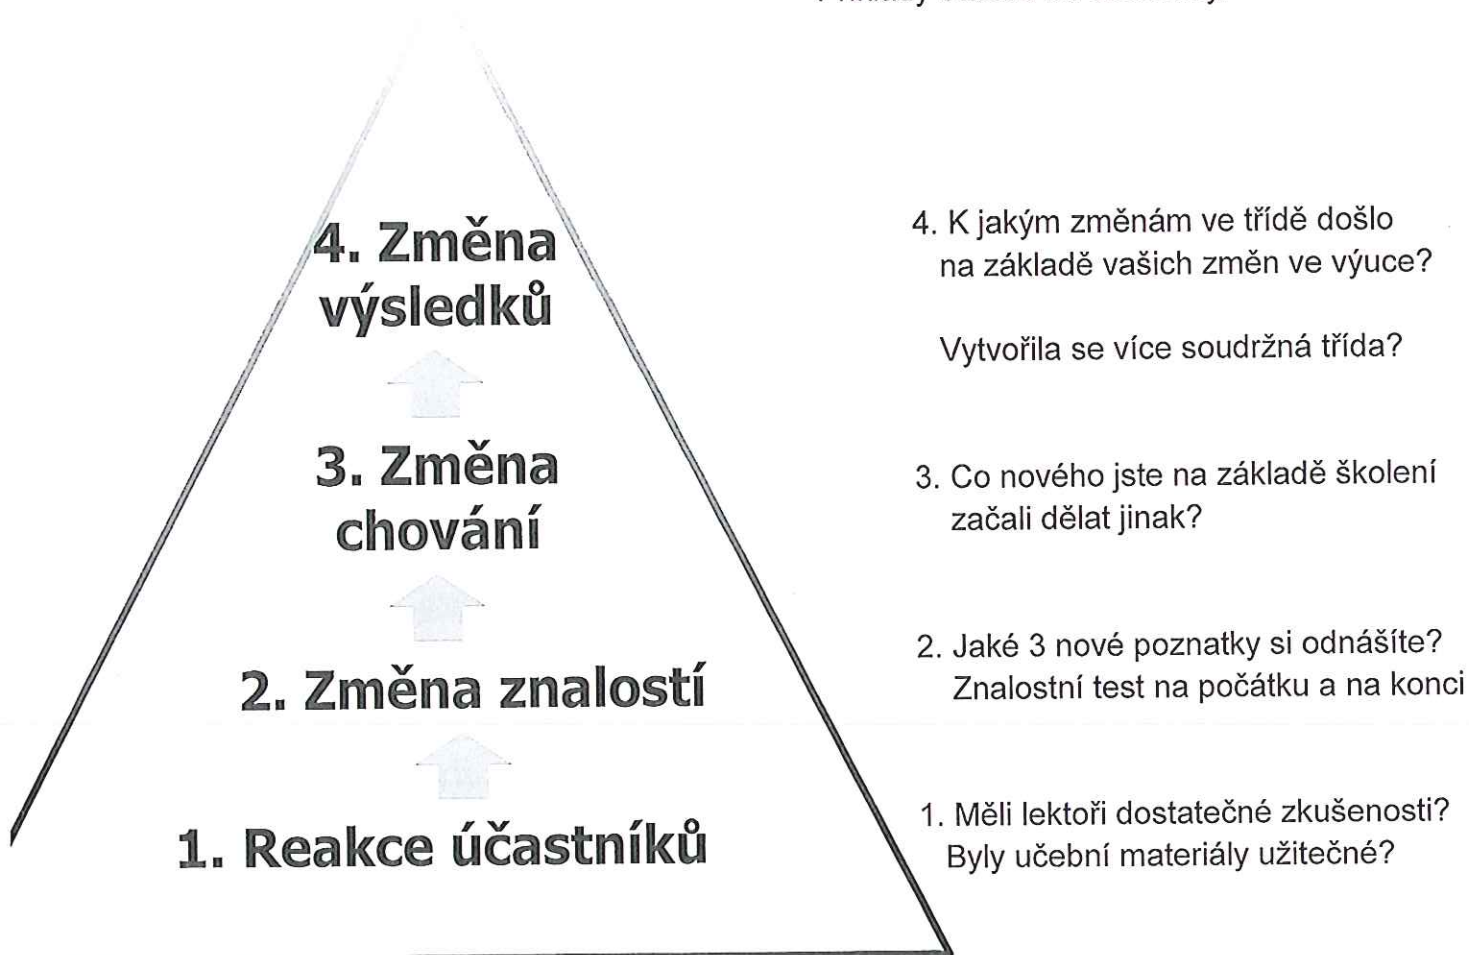 4. Změna
výsledků
3. Změna
chování
2. Změna znalostí
1. Reakce účastníků
4. K jakým změnám ve třídě došlo
na základě vašich změn ve výuce?
Vytvořila se více soudržná třída?
3. Co nového jste na základě školení
začali dělat jinak?
2. Jaké 3 nové poznatky si odnášíte?
Znalostní test na počátku a na konci
1. Měli lektoři dostatečné zkušenosti?
Byly učební materiály užitečné?